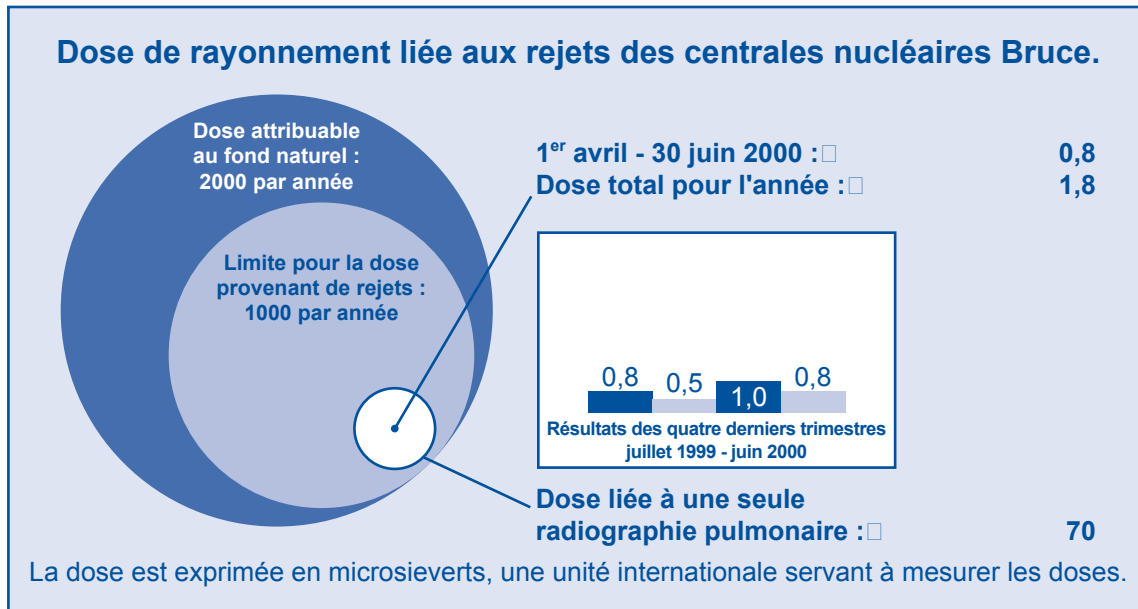 Dose de rayonnement liée aux rejets des centrales nucléaires Bruce.
Dose attribuable
au fond naturel :
2000 par année
Limite pour la dose
provenant de rejets :
1000 par année
1er avril - 30 juin 2000 :□ 0,8
Dose total pour l'année :□ 1,8
0,8 0,5 1,0 0,8
Résultats des quatre derniers trimestres
juillet 1999 - juin 2000
Dose liée à une seule
radiographie pulmonaire :□ 70
La dose est exprimée en microsieverts, une unité internationale servant à mesurer les doses.